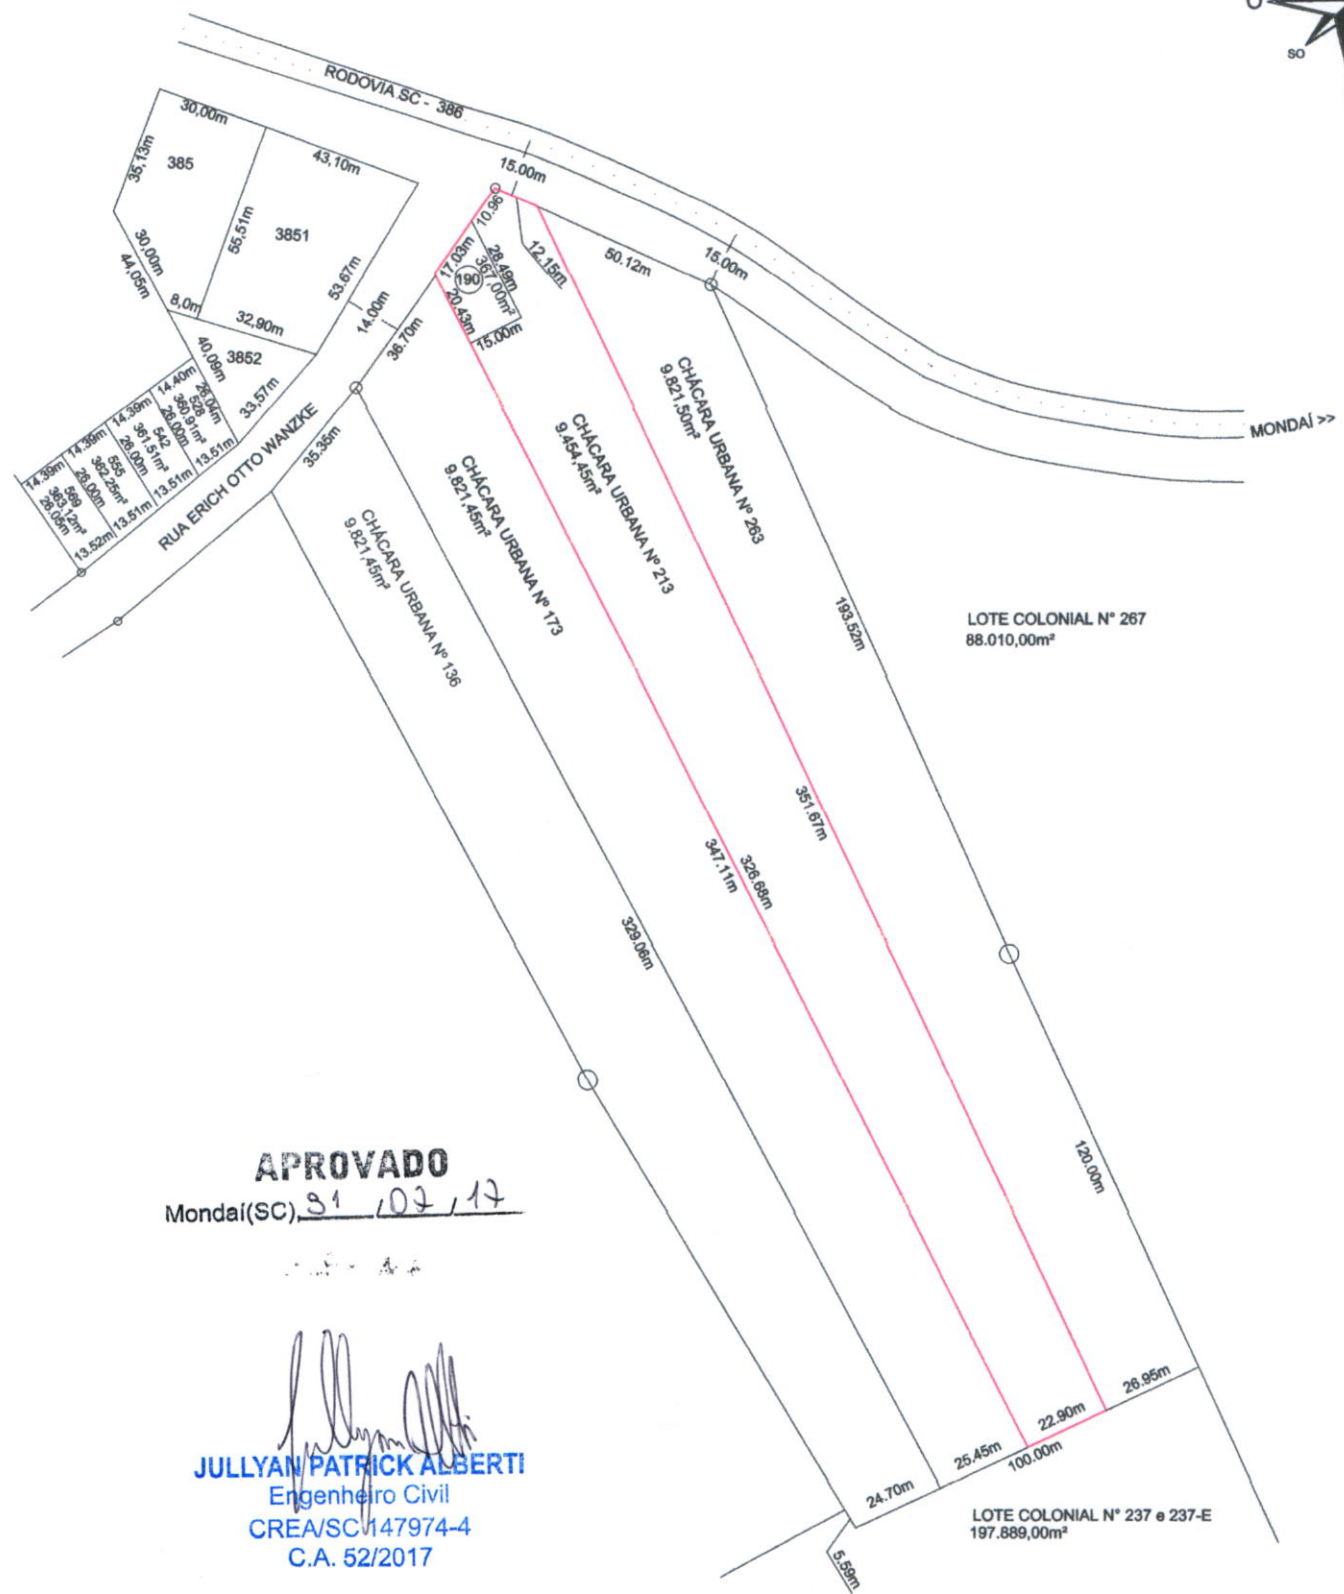 O
SO
RODOVIA SC - 386
30,00m
35,13m
385
43,10m
55,51m
3851
30,00m
44,05m
8,0m
32,90m
53.67m
14.00m
36.70m
40,09m
3852
33,57m
15.00m
10.96
17.03m
190
28.49m
367,00m²
20.43m
15.00m
12.15m
50.12m
15.00m
MONDAÍ >>
14.40m
26.04m
528
360.91m²
26.00m
13.51m
14.39m
542
361.51m²
26.00m
13.51m
14.39m
555
362.25m²
26.00m
13.51m
14.39m
569
363.12m²
26.05m
13.52m
RUA ERICH OTTO WANZKE
35.35m
CHÁCARA URBANA Nº 136
9.821,45m²
CHÁCARA URBANA Nº 173
9.821,45m²
CHÁCARA URBANA Nº 213
9.454,45m²
CHÁCARA URBANA Nº 263
9.821,50m²
193.52m
LOTE COLONIAL N° 267
88.010,00m²
351.67m
326.68m
347.11m
329.06m
120.00m
26.95m
22.90m
25.45m
100.00m
24.70m
5.59m
LOTE COLONIAL N° 237 e 237-E
197.889,00m²
APROVADO
Mondaí(SC), 31 / 07 / 17
JULLYAN PATRICK ALBERTI
Engenheiro Civil
CREA/SC 147974-4
C.A. 52/2017